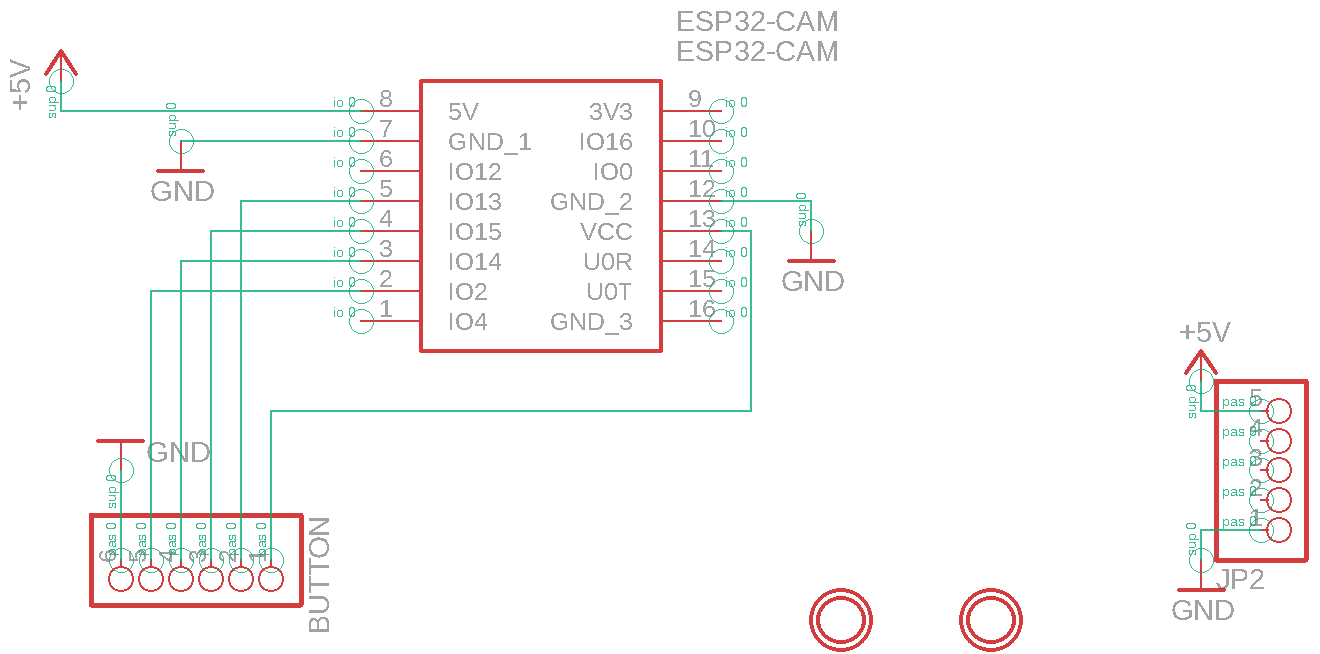 ESP32-CAM
ESP32-CAM
+5V
sup 0
io 0 8 5V 3V3 9 io 0
sup 0
io 0 7 GND_1 IO16 10 io 0
io 0 6 IO12 IO0 11 io 0
GND
io 0 5 IO13 GND_2 12 io 0
sup 0
io 0 4 IO15 VCC 13 io 0
io 0 3 IO14 U0R 14 io 0
GND
io 0 2 IO2 U0T 15 io 0
io 0 1 IO4 GND_3 16 io 0
+5V
sup 0
pas 0 5
pas 0 4
pas 0 3
pas 0 2
pas 0 1
sup 0
JP2
GND
GND
sup 0
pas 0 pas 0 pas 0 pas 0 pas 0 pas 0
6 5 4 3 2 1
BUTTON